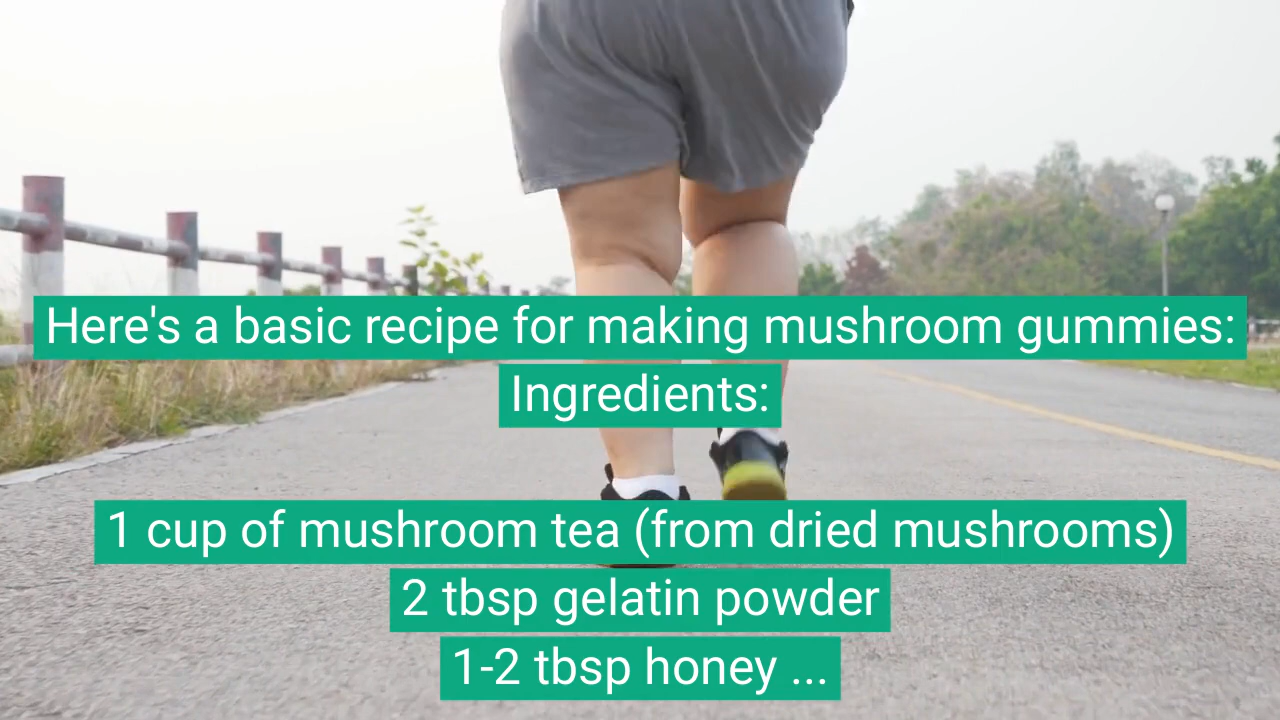 Here's a basic recipe for making mushroom gummies:
Ingredients:
1 cup of mushroom tea (from dried mushrooms)
2 tbsp gelatin powder
1-2 tbsp honey ...